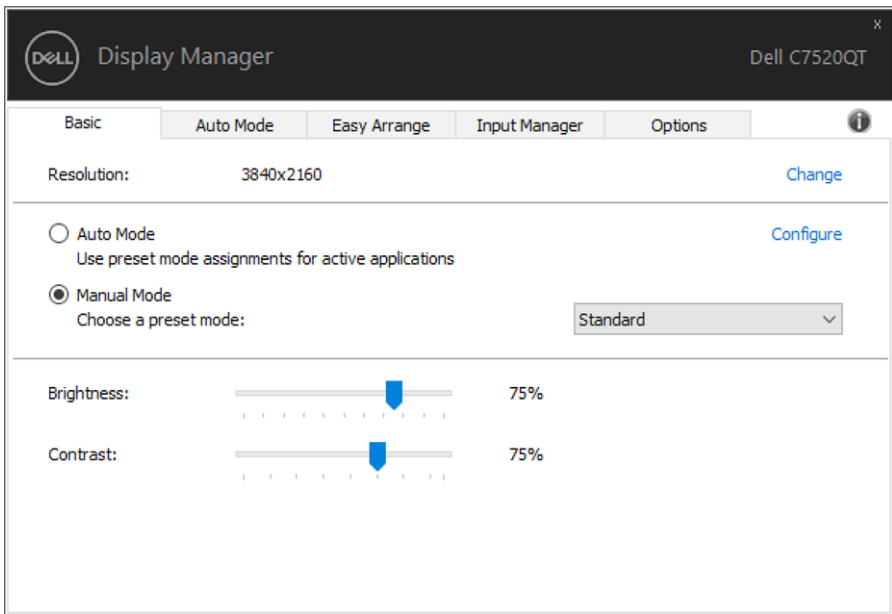 x
DELL
Display Manager
Dell C7520QT
Basic
Auto Mode
Easy Arrange
Input Manager
Options
Resolution:
3840x2160
Change
Auto Mode
Configure
Use preset mode assignments for active applications
Manual Mode
Choose a preset mode:
Standard
Brightness:
75%
Contrast:
75%